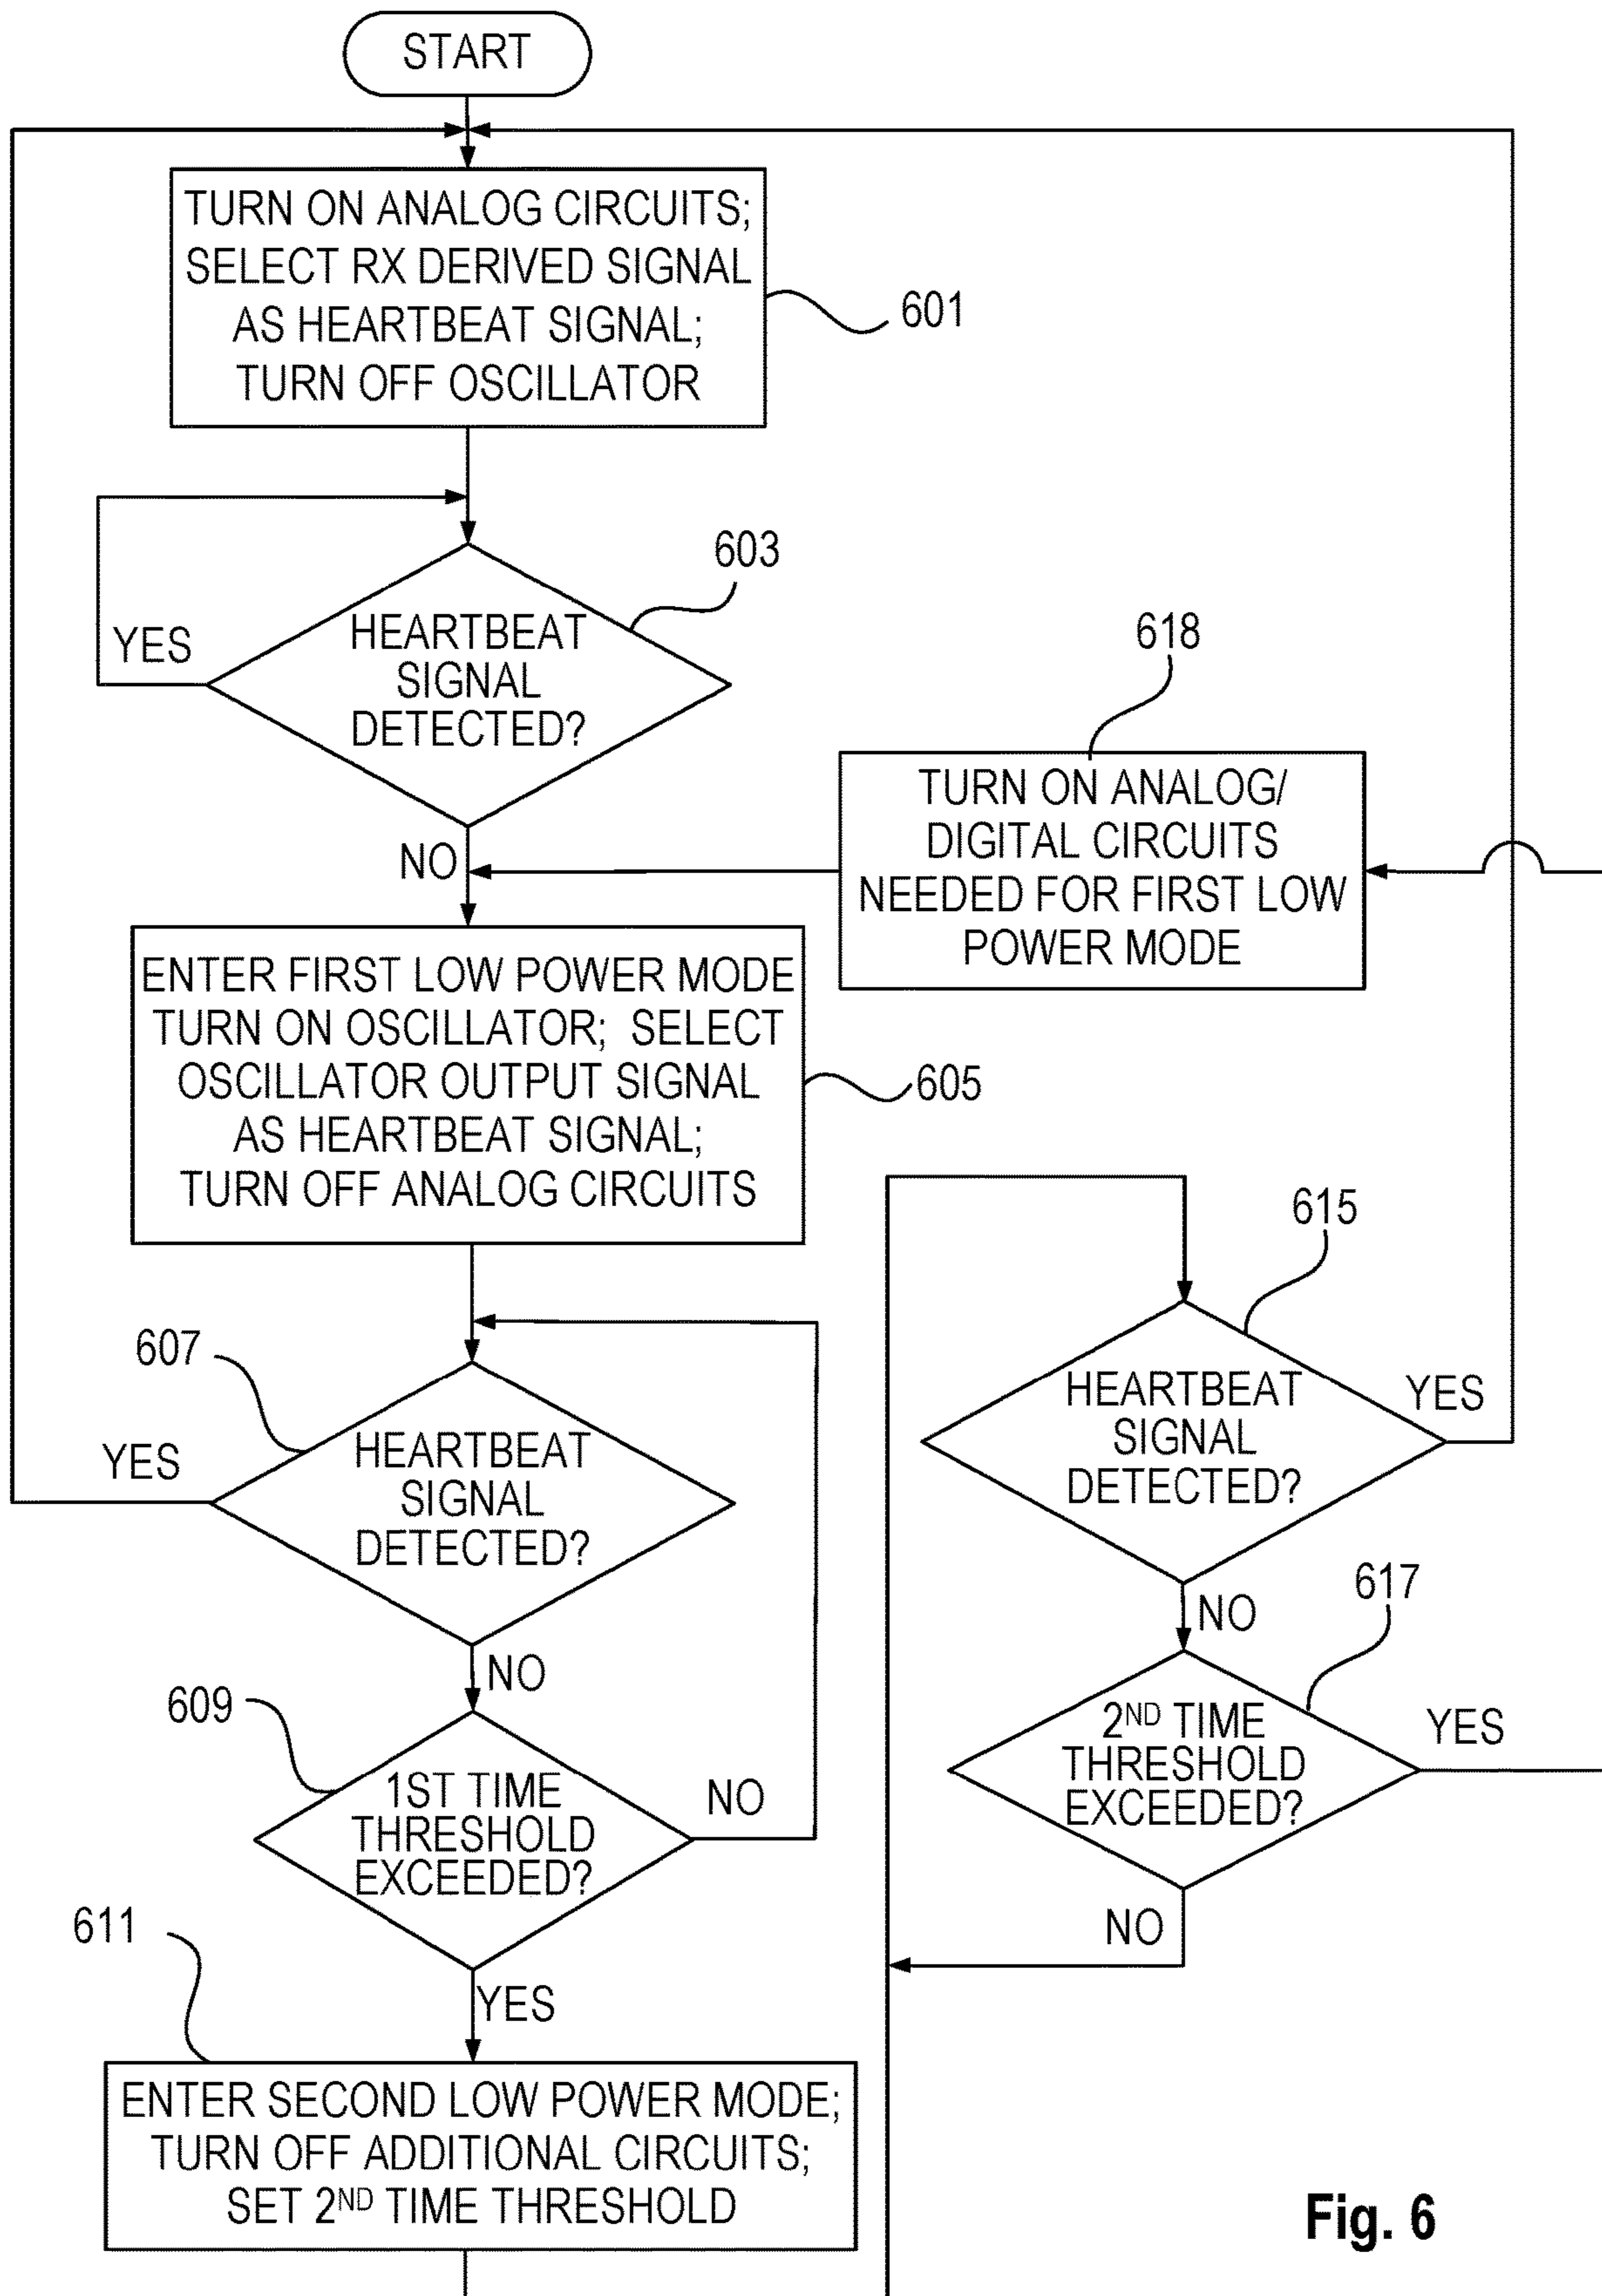 START
TURN ON ANALOG CIRCUITS;
SELECT RX DERIVED SIGNAL
AS HEARTBEAT SIGNAL;
TURN OFF OSCILLATOR
601
603
YES
HEARTBEAT
SIGNAL
DETECTED?
NO
618
TURN ON ANALOG/
DIGITAL CIRCUITS
NEEDED FOR FIRST LOW
POWER MODE
ENTER FIRST LOW POWER MODE
TURN ON OSCILLATOR; SELECT
OSCILLATOR OUTPUT SIGNAL
AS HEARTBEAT SIGNAL;
TURN OFF ANALOG CIRCUITS
605
607
YES
HEARTBEAT
SIGNAL
DETECTED?
NO
609
1ST TIME
THRESHOLD
EXCEEDED?
NO
YES
611
ENTER SECOND LOW POWER MODE;
TURN OFF ADDITIONAL CIRCUITS;
SET 2ND TIME THRESHOLD
615
HEARTBEAT
SIGNAL
DETECTED?
YES
NO
617
2ND TIME
THRESHOLD
EXCEEDED?
YES
NO
Fig. 6